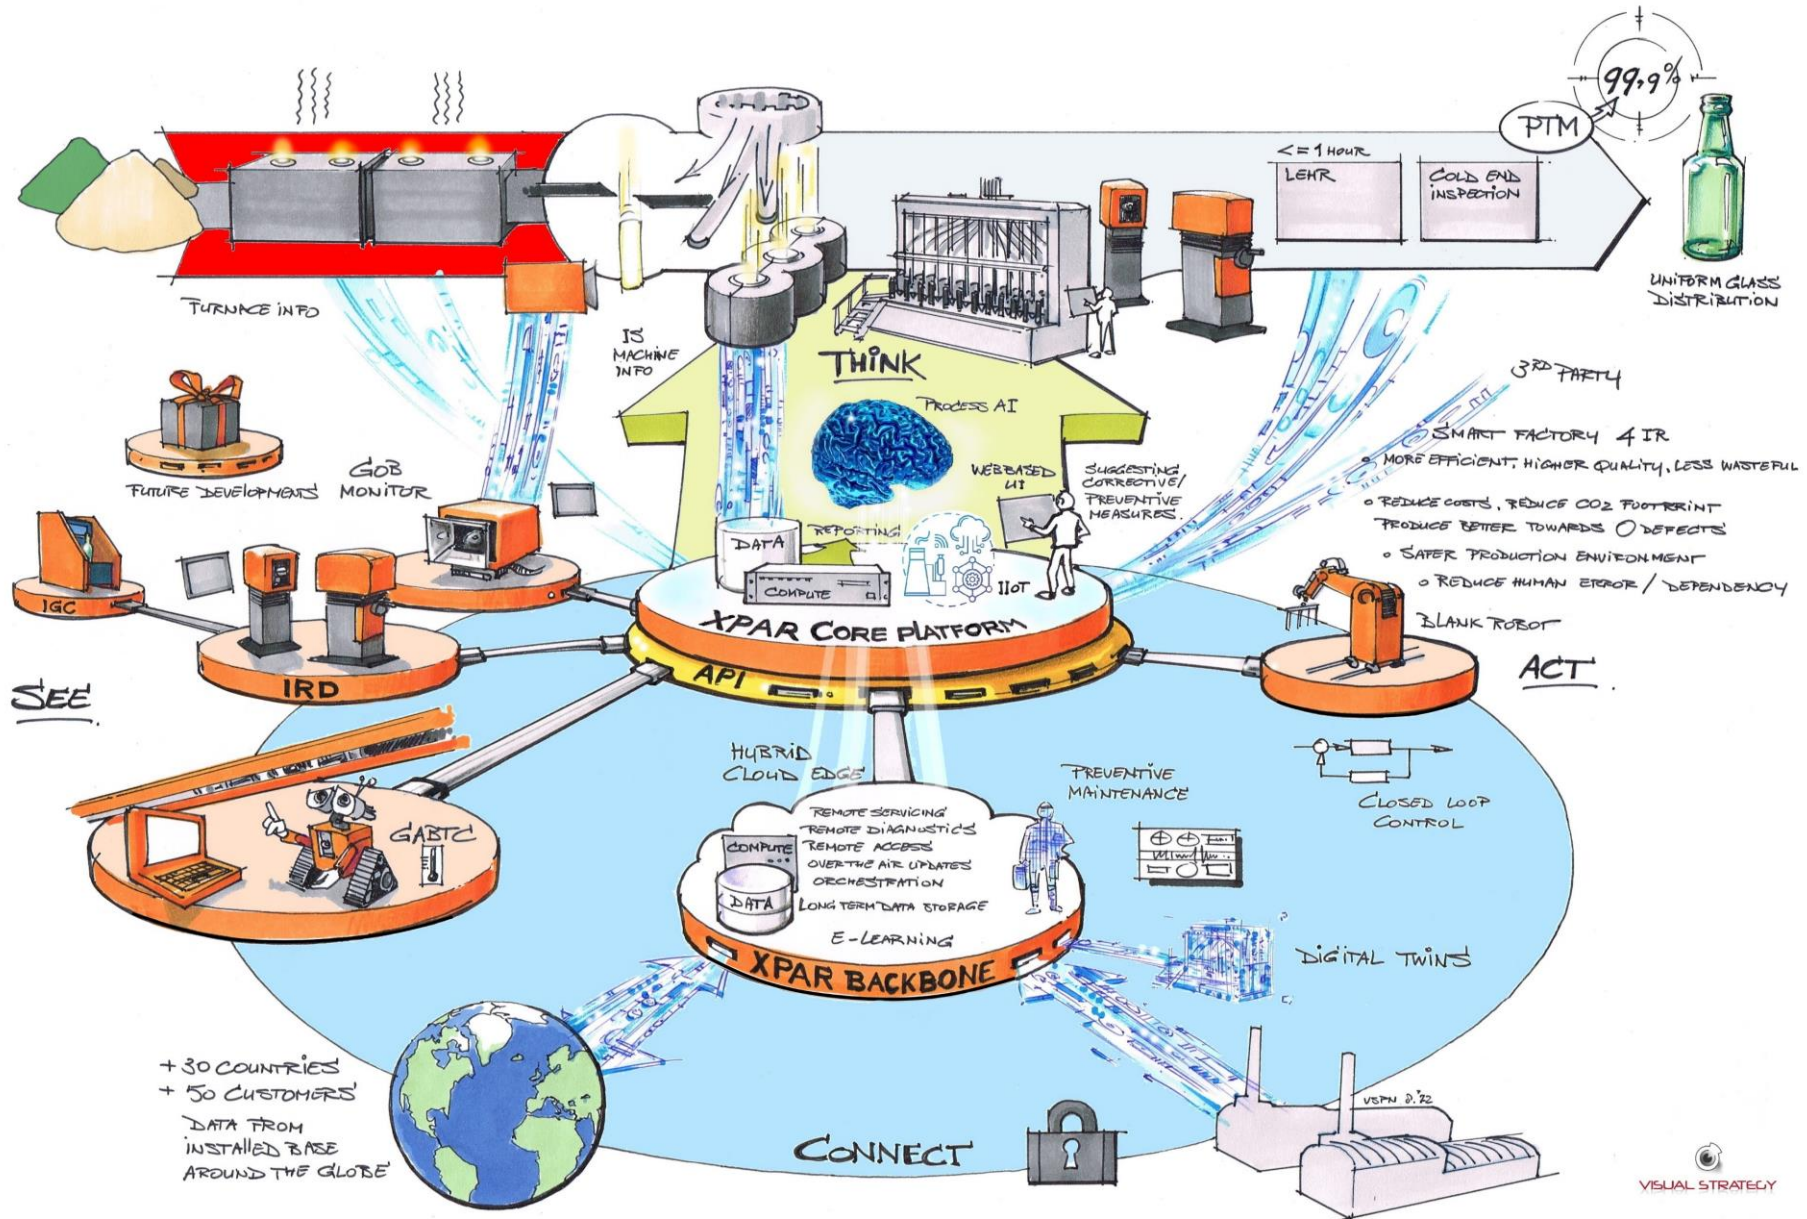 99,9%
PTM
<= 1 HOUR
LEHR
COLD END
INSPECTION
UNIFORM GLASS
DISTRIBUTION
FURNACE INFO
IS
MACHINE
INFO
THINK
PROCESS AI
3RD PARTY
SMART FACTORY 4 IR
MORE EFFICIENT, HIGHER QUALITY, LESS WASTEFUL
REDUCE COSTS, REDUCE CO2 FOOTPRINT
PRODUCE BETTER TOWARDS 0 DEFECTS
SAFER PRODUCTION ENVIRONMENT
REDUCE HUMAN ERROR / DEPENDENCY
FUTURE DEVELOPMENTS
GOB
MONITOR
WEBBASED
UI
SUGGESTING
CORRECTIVE/
PREVENTIVE
MEASURES.
REPORTING
DATA
COMPUTE
IIOT
XPAR CORE PLATFORM
API
IGC
IRD
SEE
BLANK ROBOT
ACT
GABTC
HYBRID
CLOUD EDGE
PREVENTIVE
MAINTENANCE
CLOSED LOOP
CONTROL
REMOTE SERVICING
REMOTE DIAGNOSTICS
REMOTE ACCESS
OVER THE AIR UPDATES
ORCHESTRATION
LONG TERM DATA STORAGE
E-LEARNING
COMPUTE
DATA
XPAR BACKBONE
DIGITAL TWINS
+30 COUNTRIES
+50 CUSTOMERS
DATA FROM
INSTALLED BASE
AROUND THE GLOBE
CONNECT
VISUAL STRATEGY